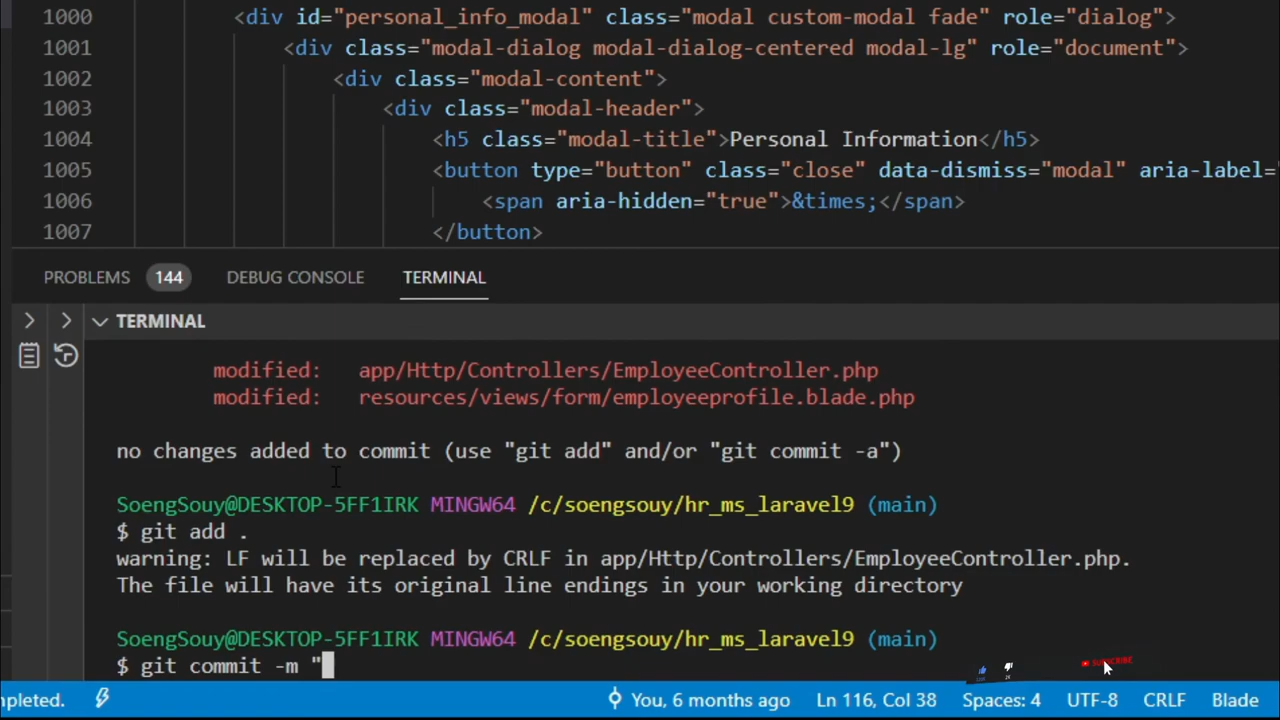 1000 <div id="personal_info_modal" class="modal custom-modal fade" role="dialog">
1001 <div class="modal-dialog modal-dialog-centered modal-lg" role="document">
1002 <div class="modal-content">
1003 <div class="modal-header">
1004 <h5 class="modal-title">Personal Information</h5>
1005 <button type="button" class="close" data-dismiss="modal" aria-label=
1006 <span aria-hidden="true">&times;</span>
1007 </button>
PROBLEMS 144 DEBUG CONSOLE TERMINAL
TERMINAL
modified: app/Http/Controllers/EmployeeController.php
modified: resources/views/form/employeeprofile.blade.php
no changes added to commit (use "git add" and/or "git commit -a")
SoengSouy@DESKTOP-5FF1IRK MINGW64 /c/soengsouy/hr_ms_laravel9 (main)
$ git add .
warning: LF will be replaced by CRLF in app/Http/Controllers/EmployeeController.php.
The file will have its original line endings in your working directory
SoengSouy@DESKTOP-5FF1IRK MINGW64 /c/soengsouy/hr_ms_laravel9 (main)
$ git commit -m "
SUBSCRIBE
mpleted. You, 6 months ago Ln 116, Col 38 Spaces: 4 UTF-8 CRLF Blade